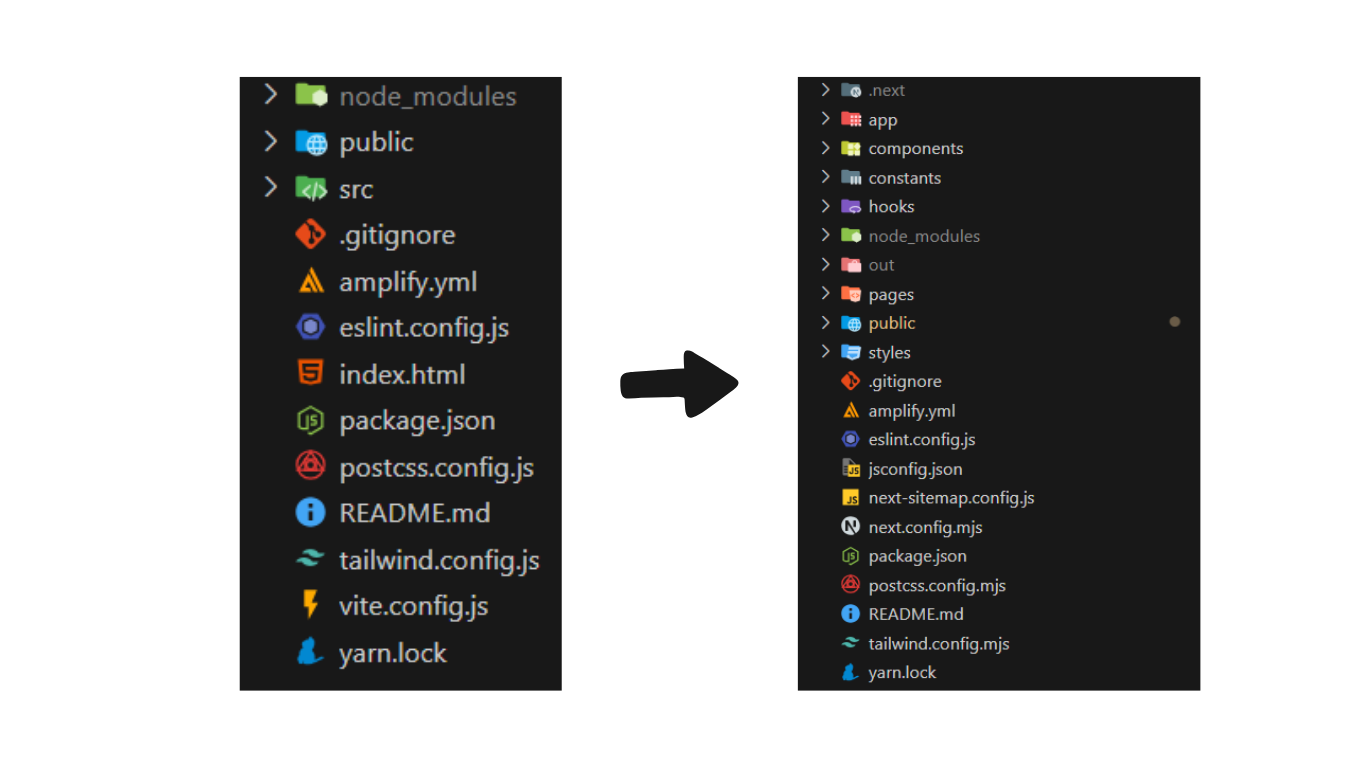 node_modules
public
src
.gitignore
amplify.yml
eslint.config.js
index.html
package.json
postcss.config.js
README.md
tailwind.config.js
vite.config.js
yarn.lock
.next
app
components
constants
hooks
node_modules
out
pages
public
styles
.gitignore
amplify.yml
eslint.config.js
jsconfig.json
next-sitemap.config.js
next.config.mjs
package.json
postcss.config.mjs
README.md
tailwind.config.mjs
yarn.lock